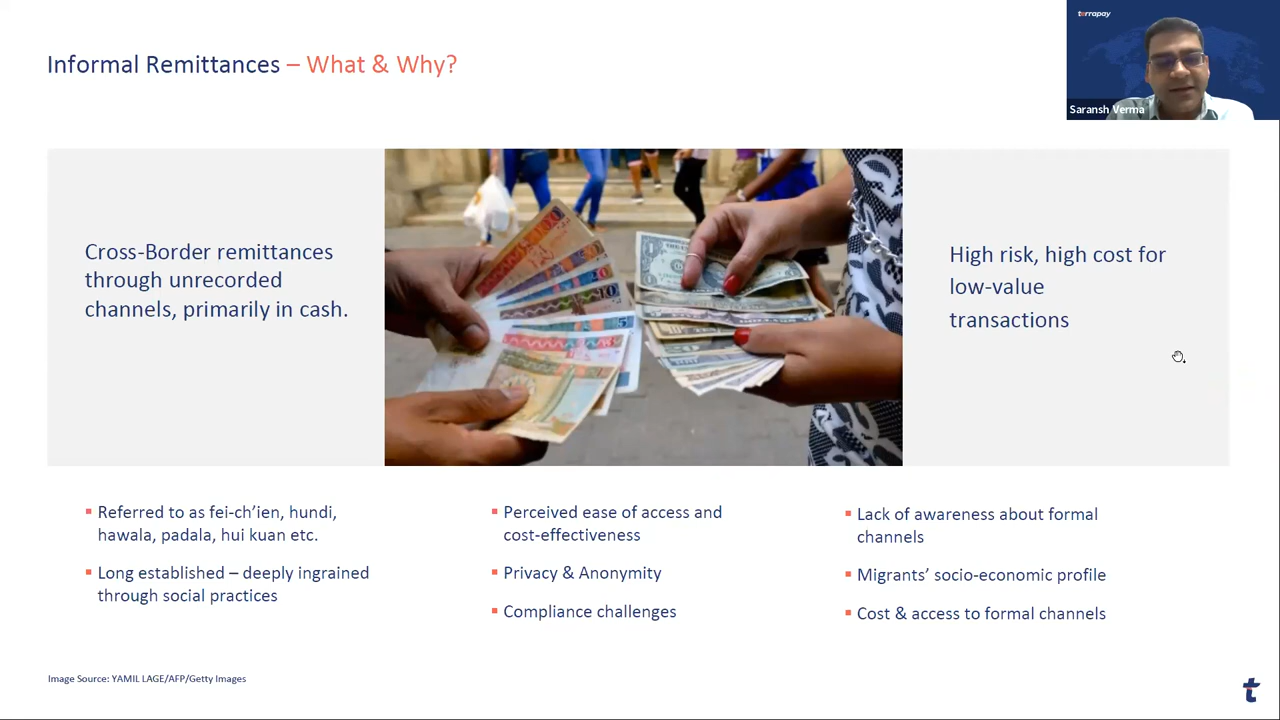 Informal Remittances – What & Why?
terrapay
Saransh Verma
Cross-Border remittances
through unrecorded
channels, primarily in cash.
High risk, high cost for
low-value
transactions
Referred to as fei-ch’ien, hundi,
hawala, padala, hui kuan etc.
Long established – deeply ingrained
through social practices
Perceived ease of access and
cost-effectiveness
Privacy & Anonymity
Compliance challenges
Lack of awareness about formal
channels
Migrants’ socio-economic profile
Cost & access to formal channels
Image Source: YAMIL LAGE/AFP/Getty Images
t